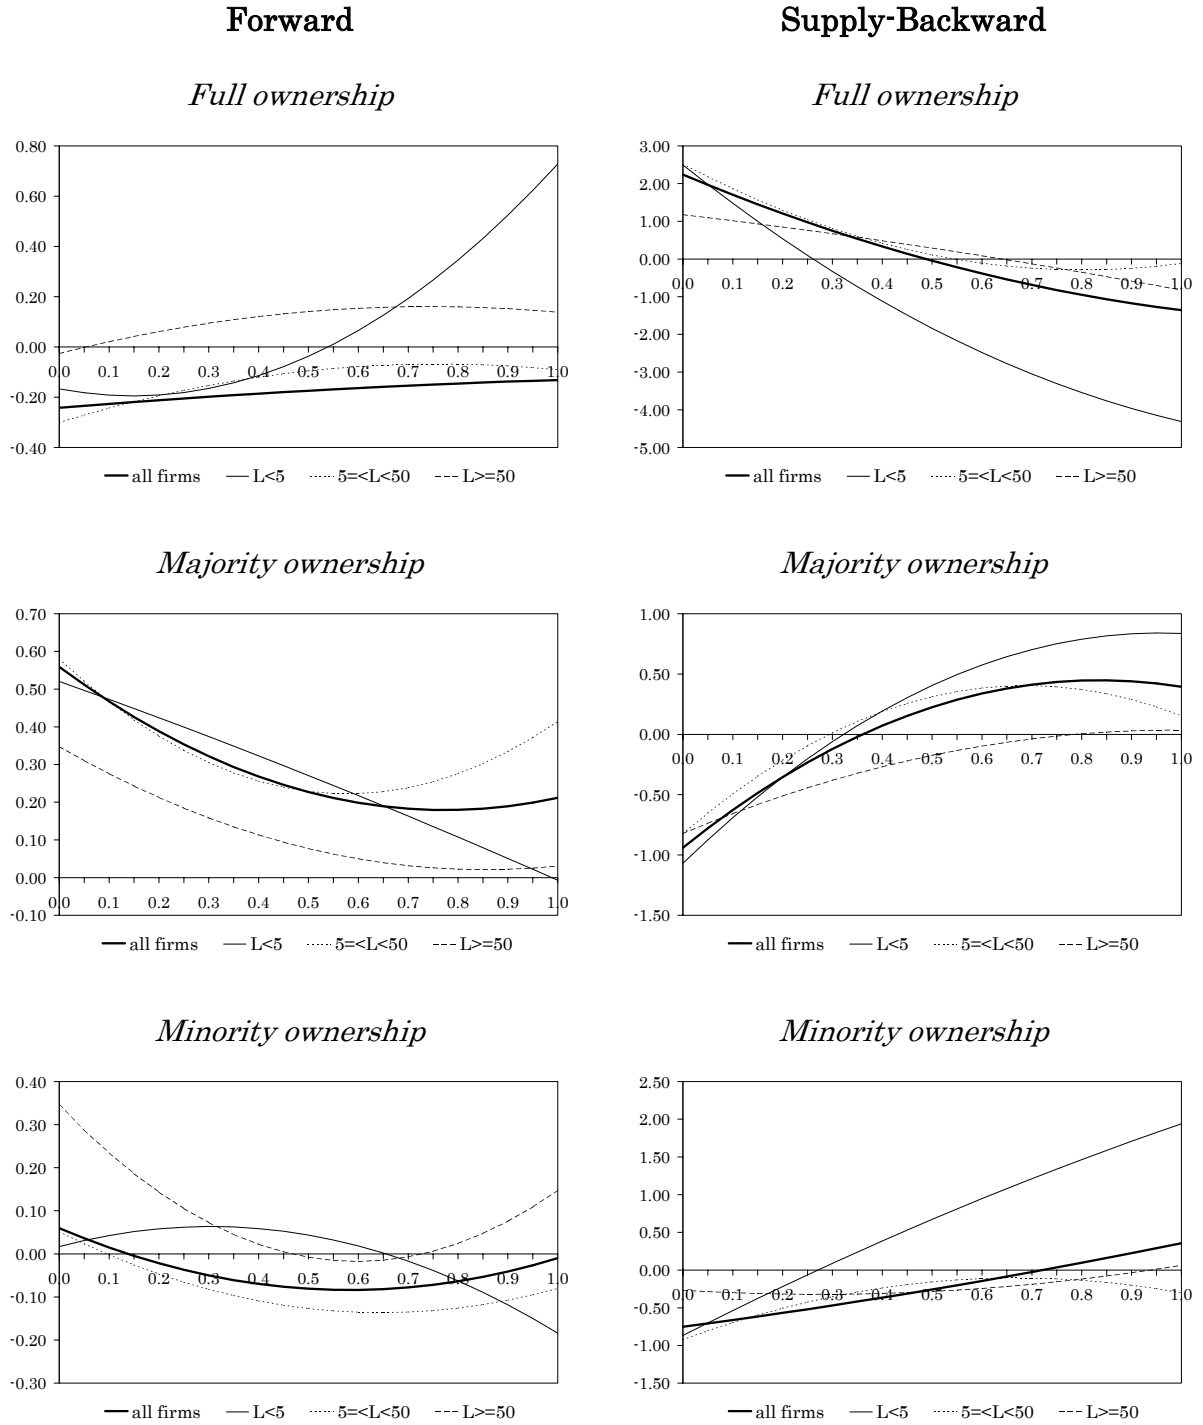 Forward
Full ownership
0.80
0.60
0.40
0.20
0.00
-0.20
-0.40
0.0 0.1 0.2 0.3 0.4 0.5 0.6 0.7 0.8 0.9 1.0
all firms L<5 5=<L<50 L>=50
Majority ownership
0.70
0.60
0.50
0.40
0.30
0.20
0.10
0.00
-0.10
0.0 0.1 0.2 0.3 0.4 0.5 0.6 0.7 0.8 0.9 1.0
all firms L<5 5=<L<50 L>=50
Minority ownership
0.40
0.30
0.20
0.10
0.00
-0.10
-0.20
-0.30
0.0 0.1 0.2 0.3 0.4 0.5 0.6 0.7 0.8 0.9 1.0
all firms L<5 5=<L<50 L>=50
Supply-Backward
Full ownership
3.00
2.00
1.00
0.00
-1.00
-2.00
-3.00
-4.00
-5.00
0.0 0.1 0.2 0.3 0.4 0.5 0.6 0.7 0.8 0.9 1.0
all firms L<5 5=<L<50 L>=50
Majority ownership
1.00
0.50
0.00
-0.50
-1.00
-1.50
0.0 0.1 0.2 0.3 0.4 0.5 0.6 0.7 0.8 0.9 1.0
all firms L<5 5=<L<50 L>=50
Minority ownership
2.50
2.00
1.50
1.00
0.50
0.00
-0.50
-1.00
-1.50
0.0 0.1 0.2 0.3 0.4 0.5 0.6 0.7 0.8 0.9 1.0
all firms L<5 5=<L<50 L>=50